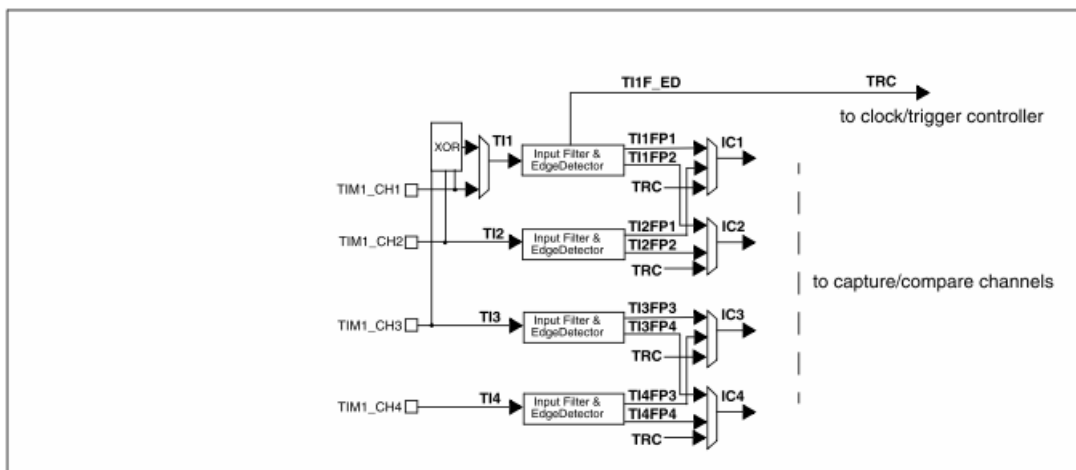 TI1F_ED
TRC
to clock/trigger controller
XOR
TI1
Input Filter &
EdgeDetector
TI1FP1
TI1FP2
TRC
IC1
TIM1_CH1
TIM1_CH2
TI2
Input Filter &
EdgeDetector
TI2FP1
TI2FP2
TRC
IC2
to capture/compare channels
TIM1_CH3
TI3
Input Filter &
EdgeDetector
TI3FP3
TI3FP4
TRC
IC3
TIM1_CH4
TI4
Input Filter &
EdgeDetector
TI4FP3
TI4FP4
TRC
IC4